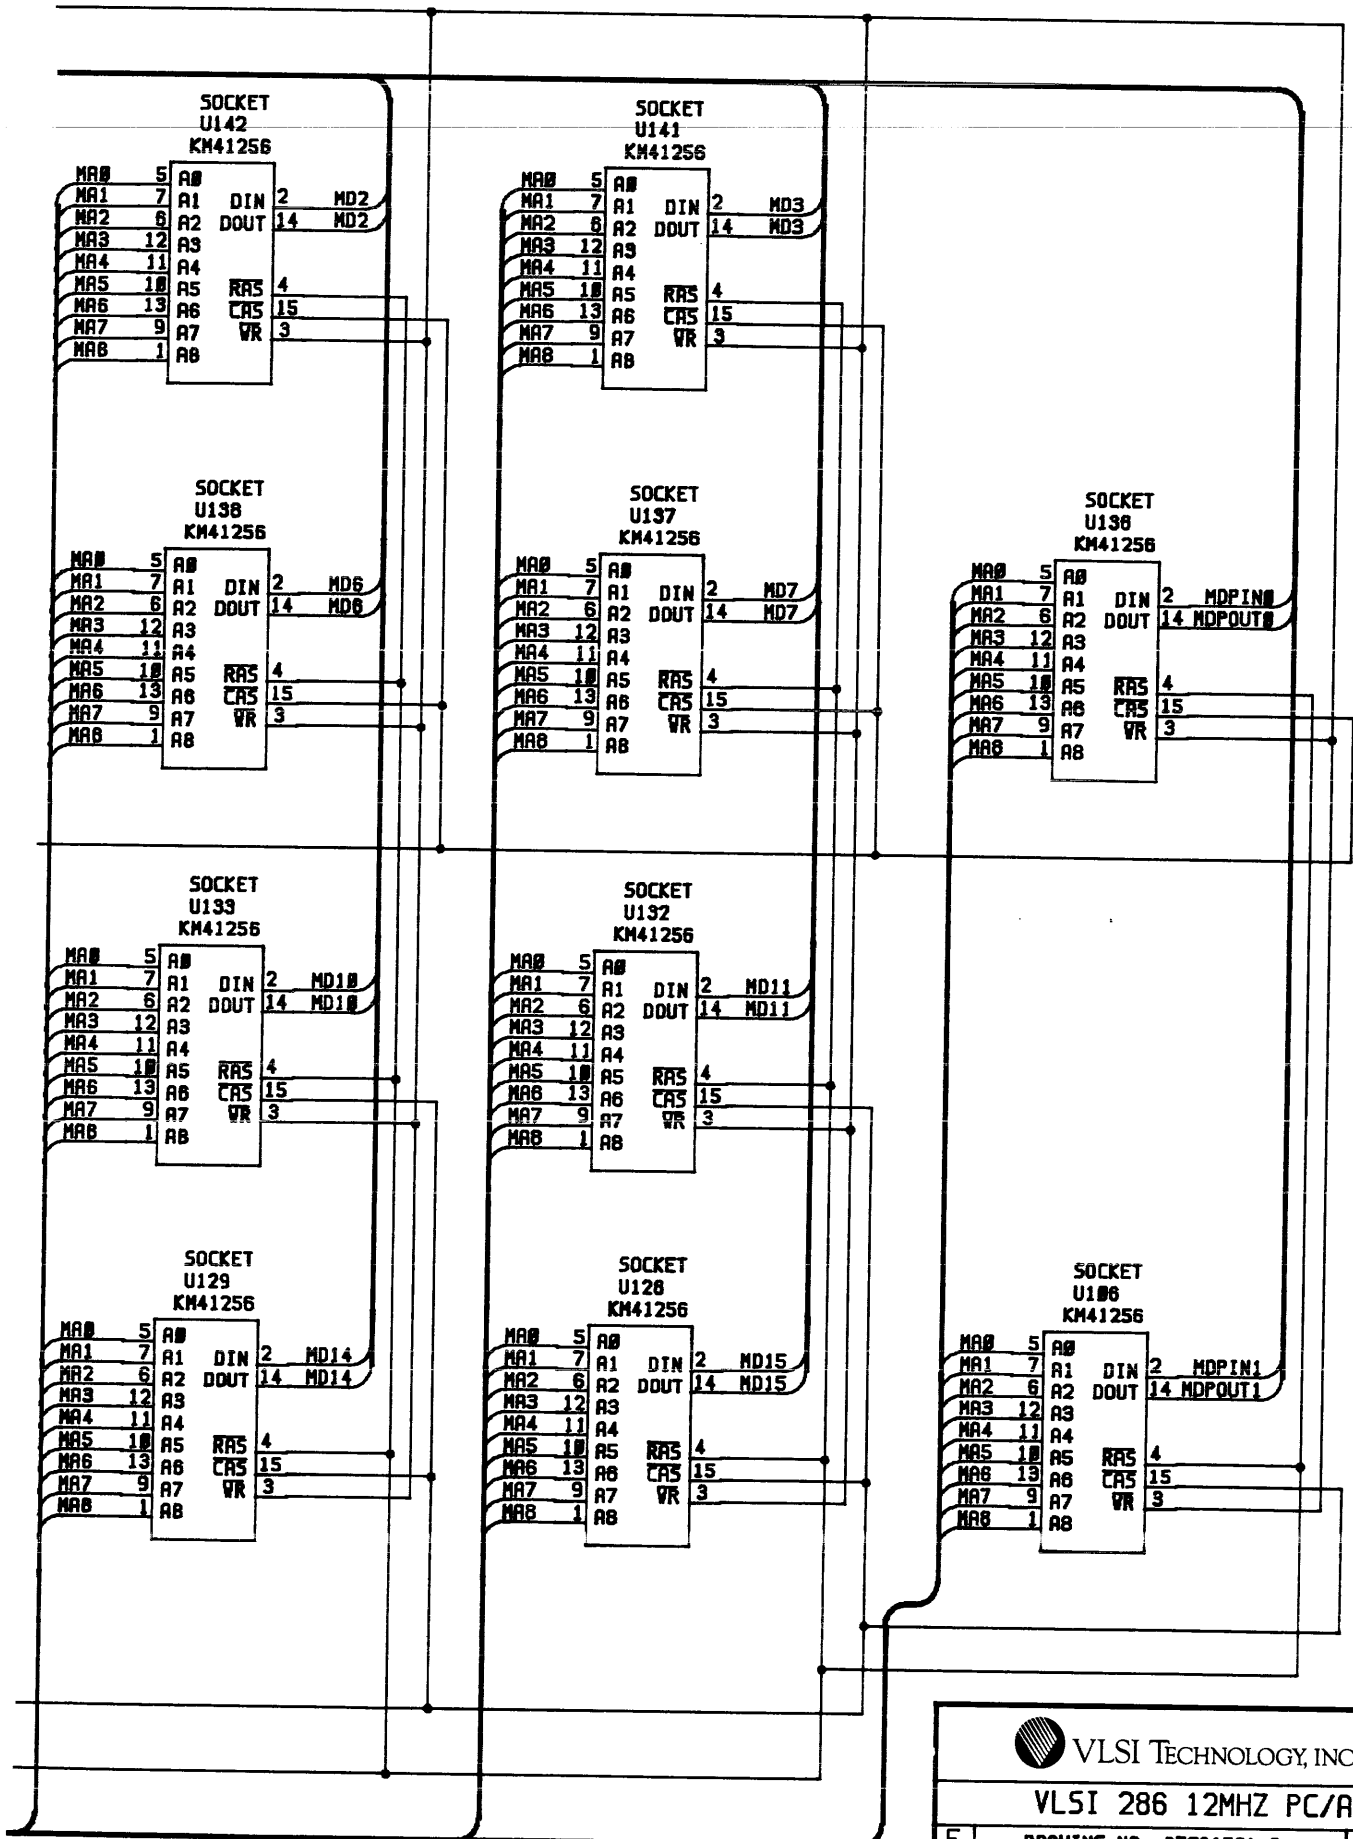 SOCKET
U142
KM41256
MA0 5 A0
MA1 7 A1 DIN 2 MD2
MA2 6 A2 DOUT 14 MD2
MA3 12 A3
MA4 11 A4
MA5 10 A5 RAS 4
MA6 13 A6 CAS 15
MA7 9 A7 WR 3
MA8 1 A8
SOCKET
U141
KM41256
MA0 5 A0
MA1 7 A1 DIN 2 MD3
MA2 6 A2 DOUT 14 MD3
MA3 12 A3
MA4 11 A4
MA5 10 A5 RAS 4
MA6 13 A6 CAS 15
MA7 9 A7 WR 3
MA8 1 A8
SOCKET
U138
KM41256
MA0 5 A0
MA1 7 A1 DIN 2 MD6
MA2 6 A2 DOUT 14 MD6
MA3 12 A3
MA4 11 A4
MA5 10 A5 RAS 4
MA6 13 A6 CAS 15
MA7 9 A7 WR 3
MA8 1 A8
SOCKET
U137
KM41256
MA0 5 A0
MA1 7 A1 DIN 2 MD7
MA2 6 A2 DOUT 14 MD7
MA3 12 A3
MA4 11 A4
MA5 10 A5 RAS 4
MA6 13 A6 CAS 15
MA7 9 A7 WR 3
MA8 1 A8
SOCKET
U136
KM41256
MA0 5 A0
MA1 7 A1 DIN 2 MDPIN0
MA2 6 A2 DOUT 14 MDPOUT0
MA3 12 A3
MA4 11 A4
MA5 10 A5 RAS 4
MA6 13 A6 CAS 15
MA7 9 A7 WR 3
MA8 1 A8
SOCKET
U133
KM41256
MA0 5 A0
MA1 7 A1 DIN 2 MD10
MA2 6 A2 DOUT 14 MD10
MA3 12 A3
MA4 11 A4
MA5 10 A5 RAS 4
MA6 13 A6 CAS 15
MA7 9 A7 WR 3
MA8 1 A8
SOCKET
U132
KM41256
MA0 5 A0
MA1 7 A1 DIN 2 MD11
MA2 6 A2 DOUT 14 MD11
MA3 12 A3
MA4 11 A4
MA5 10 A5 RAS 4
MA6 13 A6 CAS 15
MA7 9 A7 WR 3
MA8 1 A8
SOCKET
U129
KM41256
MA0 5 A0
MA1 7 A1 DIN 2 MD14
MA2 6 A2 DOUT 14 MD14
MA3 12 A3
MA4 11 A4
MA5 10 A5 RAS 4
MA6 13 A6 CAS 15
MA7 9 A7 WR 3
MA8 1 A8
SOCKET
U128
KM41256
MA0 5 A0
MA1 7 A1 DIN 2 MD15
MA2 6 A2 DOUT 14 MD15
MA3 12 A3
MA4 11 A4
MA5 10 A5 RAS 4
MA6 13 A6 CAS 15
MA7 9 A7 WR 3
MA8 1 A8
SOCKET
U106
KM41256
MA0 5 A0
MA1 7 A1 DIN 2 MDPIN1
MA2 6 A2 DOUT 14 MDPOUT1
MA3 12 A3
MA4 11 A4
MA5 10 A5 RAS 4
MA6 13 A6 CAS 15
MA7 9 A7 WR 3
MA8 1 A8
VLSI TECHNOLOGY, INC
VLSI 286 12MHZ PC/A